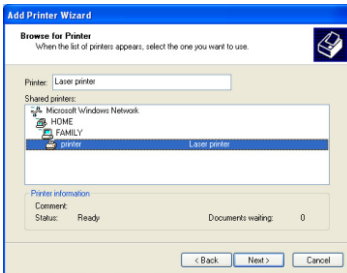 Add Printer Wizard
Browse for Printer
When the list of printers appears, select the one you want to use.
Printer: Laser printer
Shared printers:
Microsoft Windows Network
HOME
FAMILY
printer Laser printer
Printer information
Comment:
Status: Ready Documents waiting: 0
< Back Next > Cancel